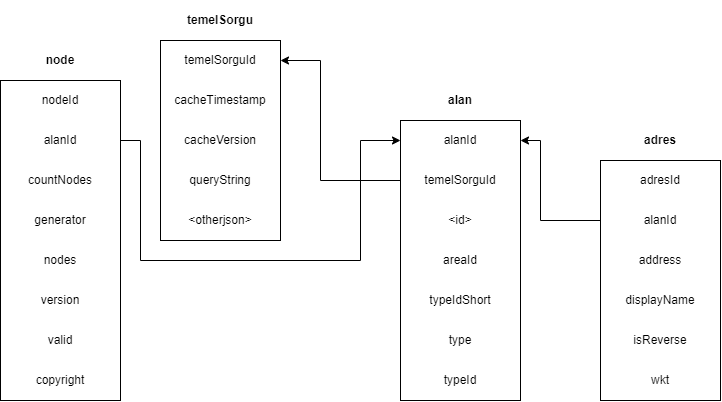 node
nodeId
alanId
countNodes
generator
nodes
version
valid
copyright
temelSorgu
temelSorguId
cacheTimestamp
cacheVersion
queryString
<otherjson>
alan
alanId
temelSorguId
<id>
areaId
typeIdShort
type
typeId
adres
adresId
alanId
address
displayName
isReverse
wkt